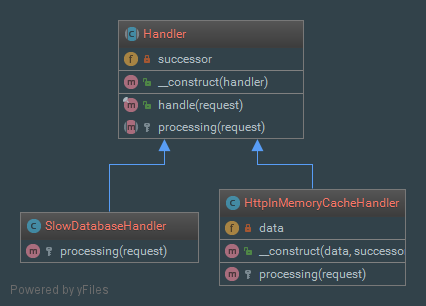 Handler
successor
__construct(handler)
handle(request)
processing(request)
SlowDatabaseHandler
processing(request)
HttpInMemoryCacheHandler
data
__construct(data, successor
processing(request)
Powered by yFiles